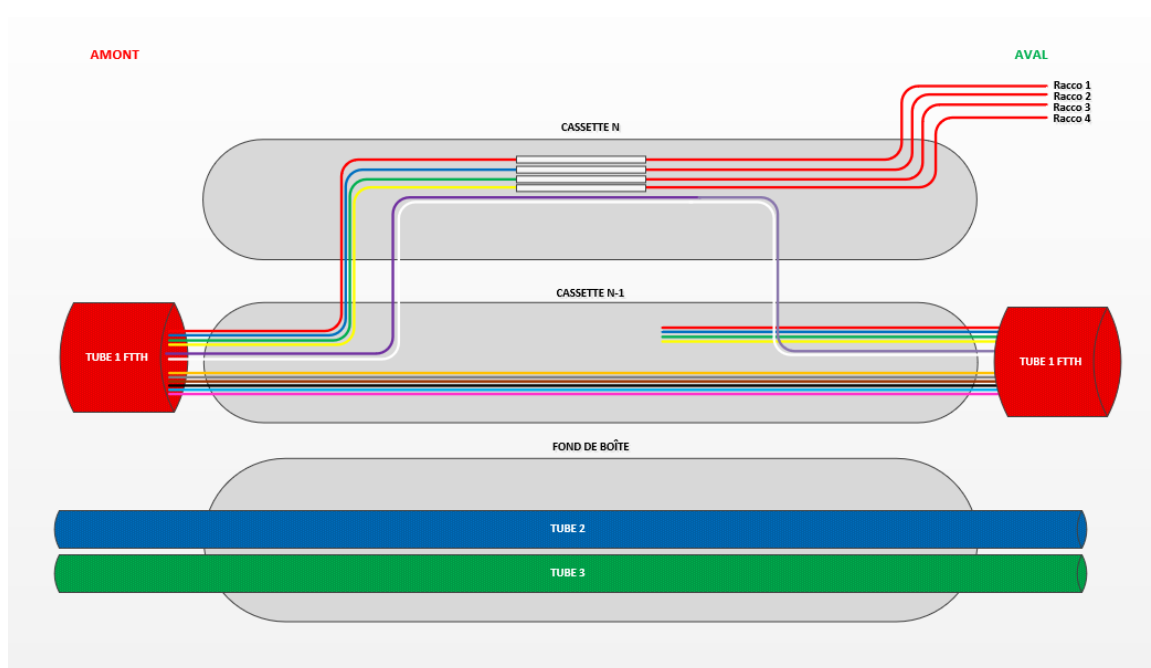 AMONT
AVAL
Racco 1
Racco 2
Racco 3
Racco 4
CASSETTE N
CASSETTE N-1
TUBE 1 FTTH
TUBE 1 FTTH
FOND DE BOÎTE
TUBE 2
TUBE 3